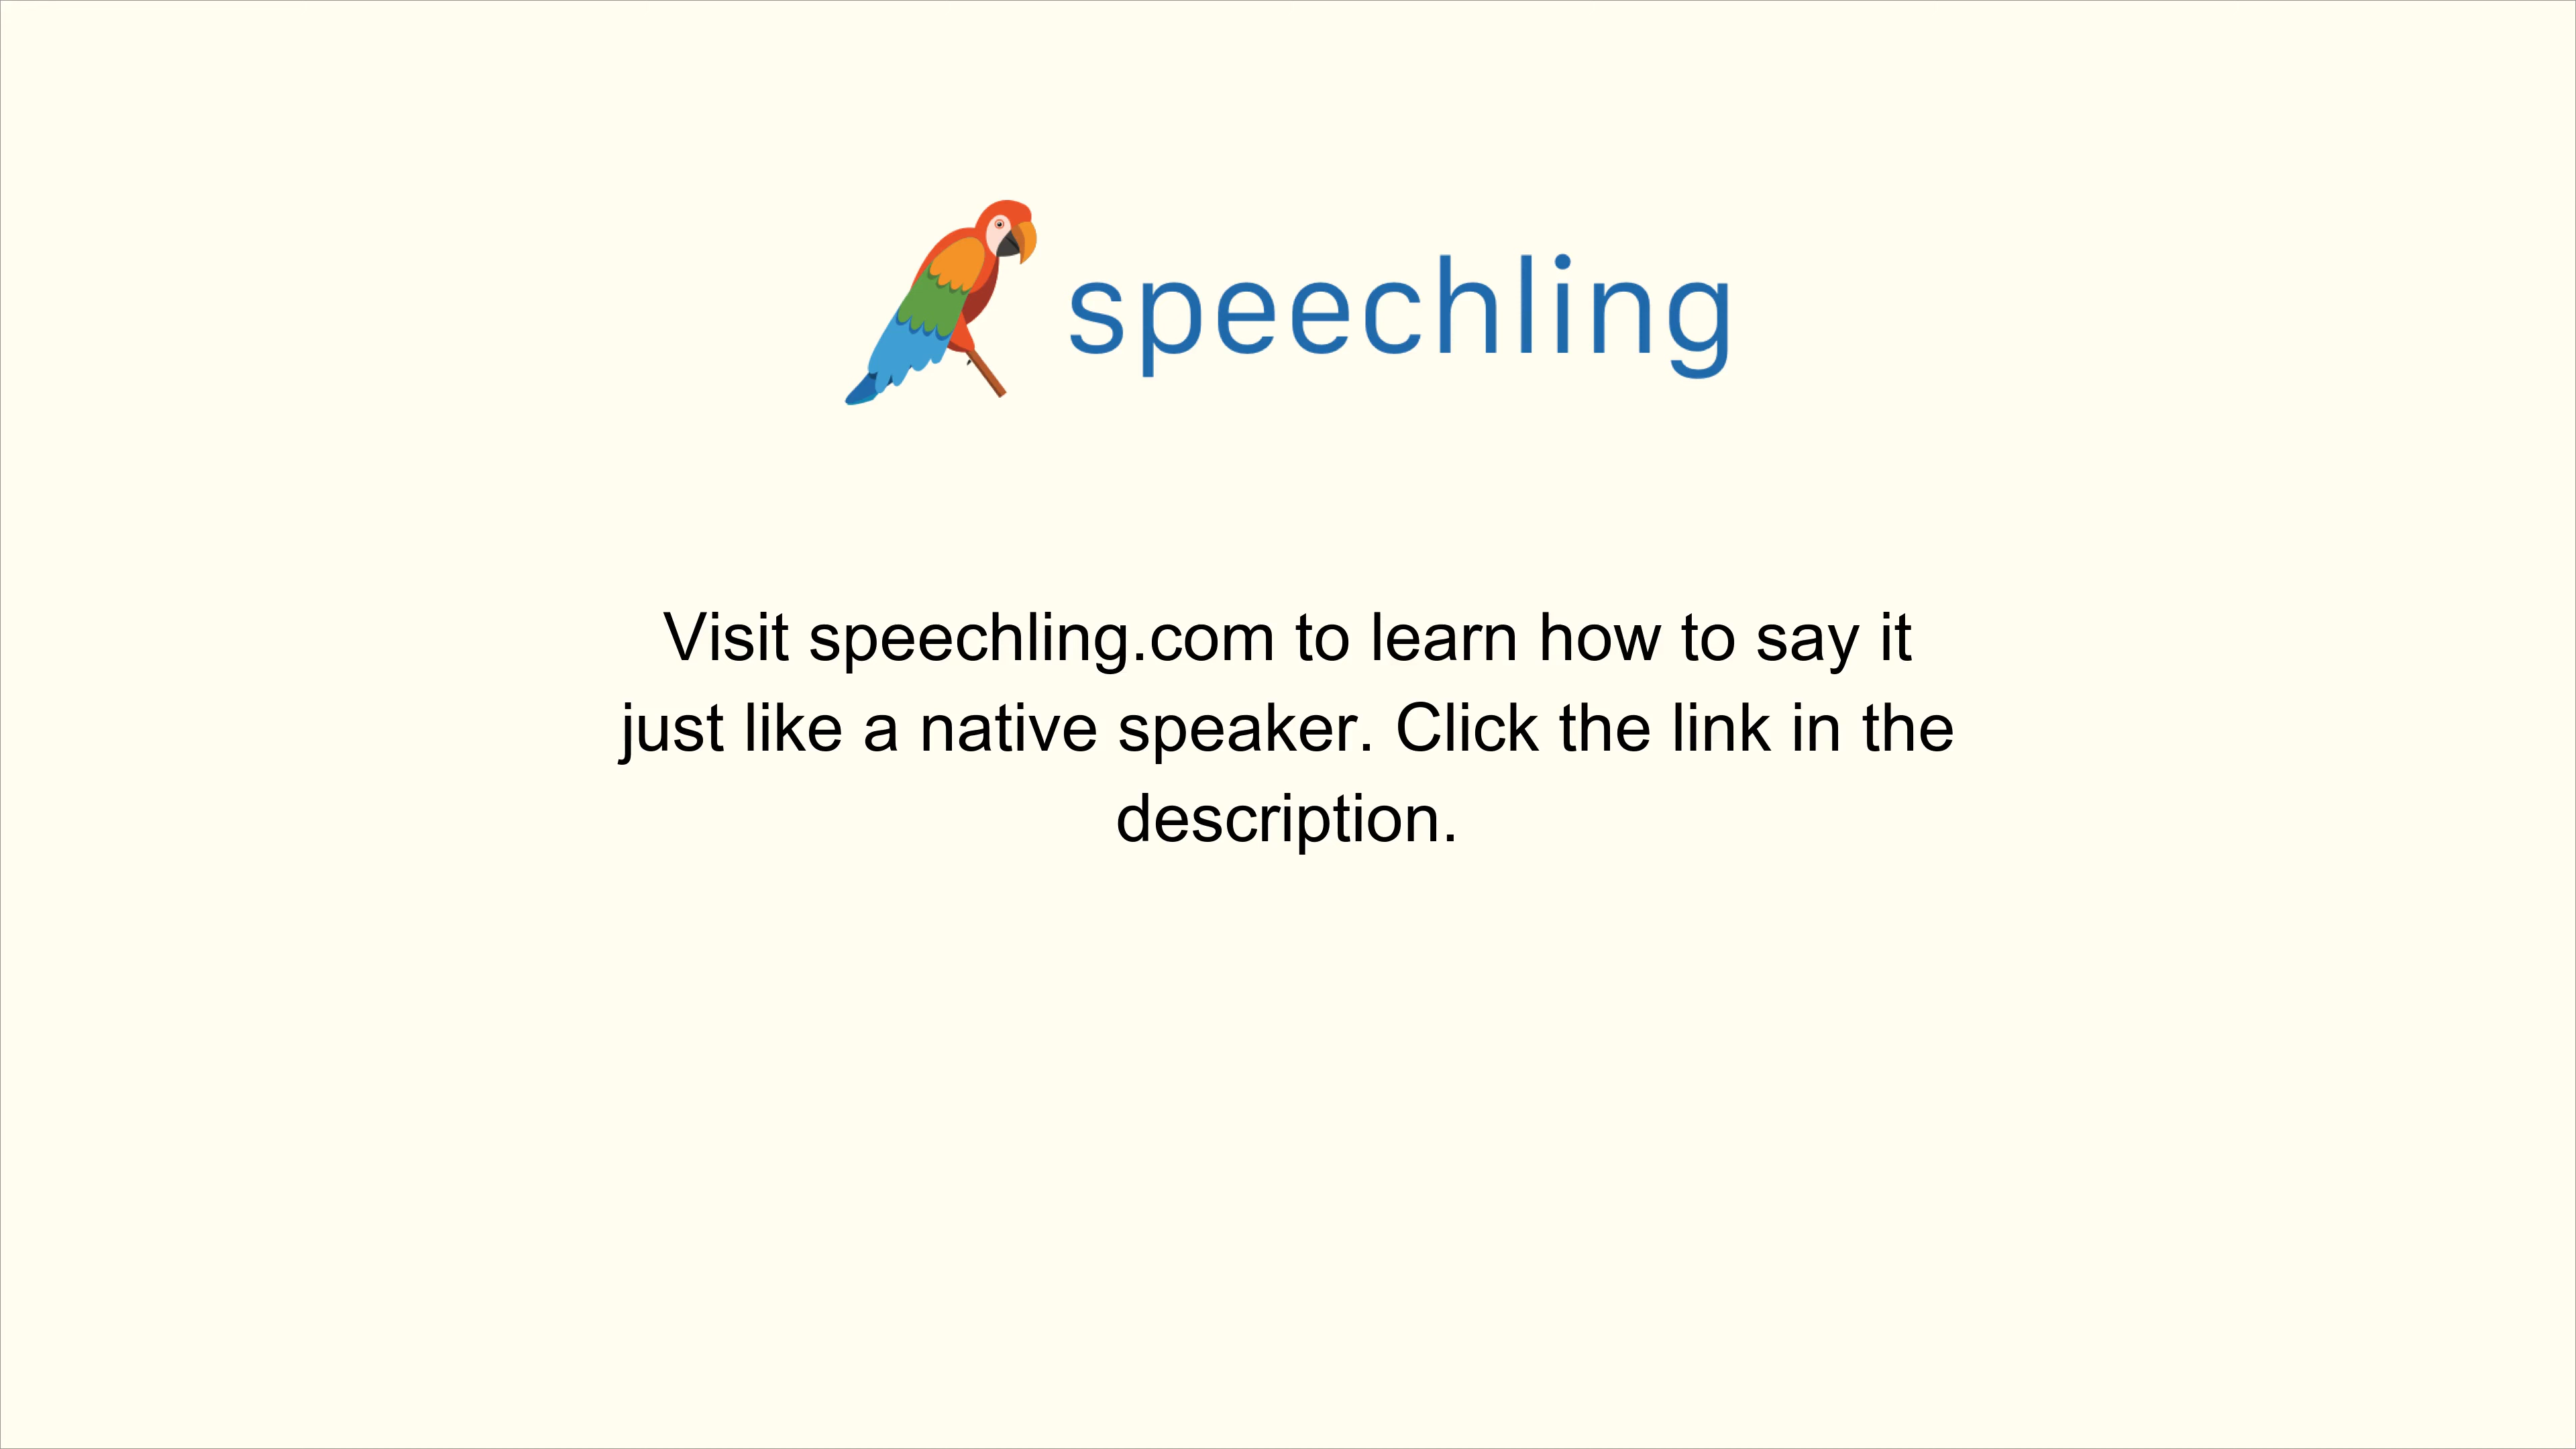 speechling
Visit speechling.com to learn how to say it
just like a native speaker. Click the link in the
description.